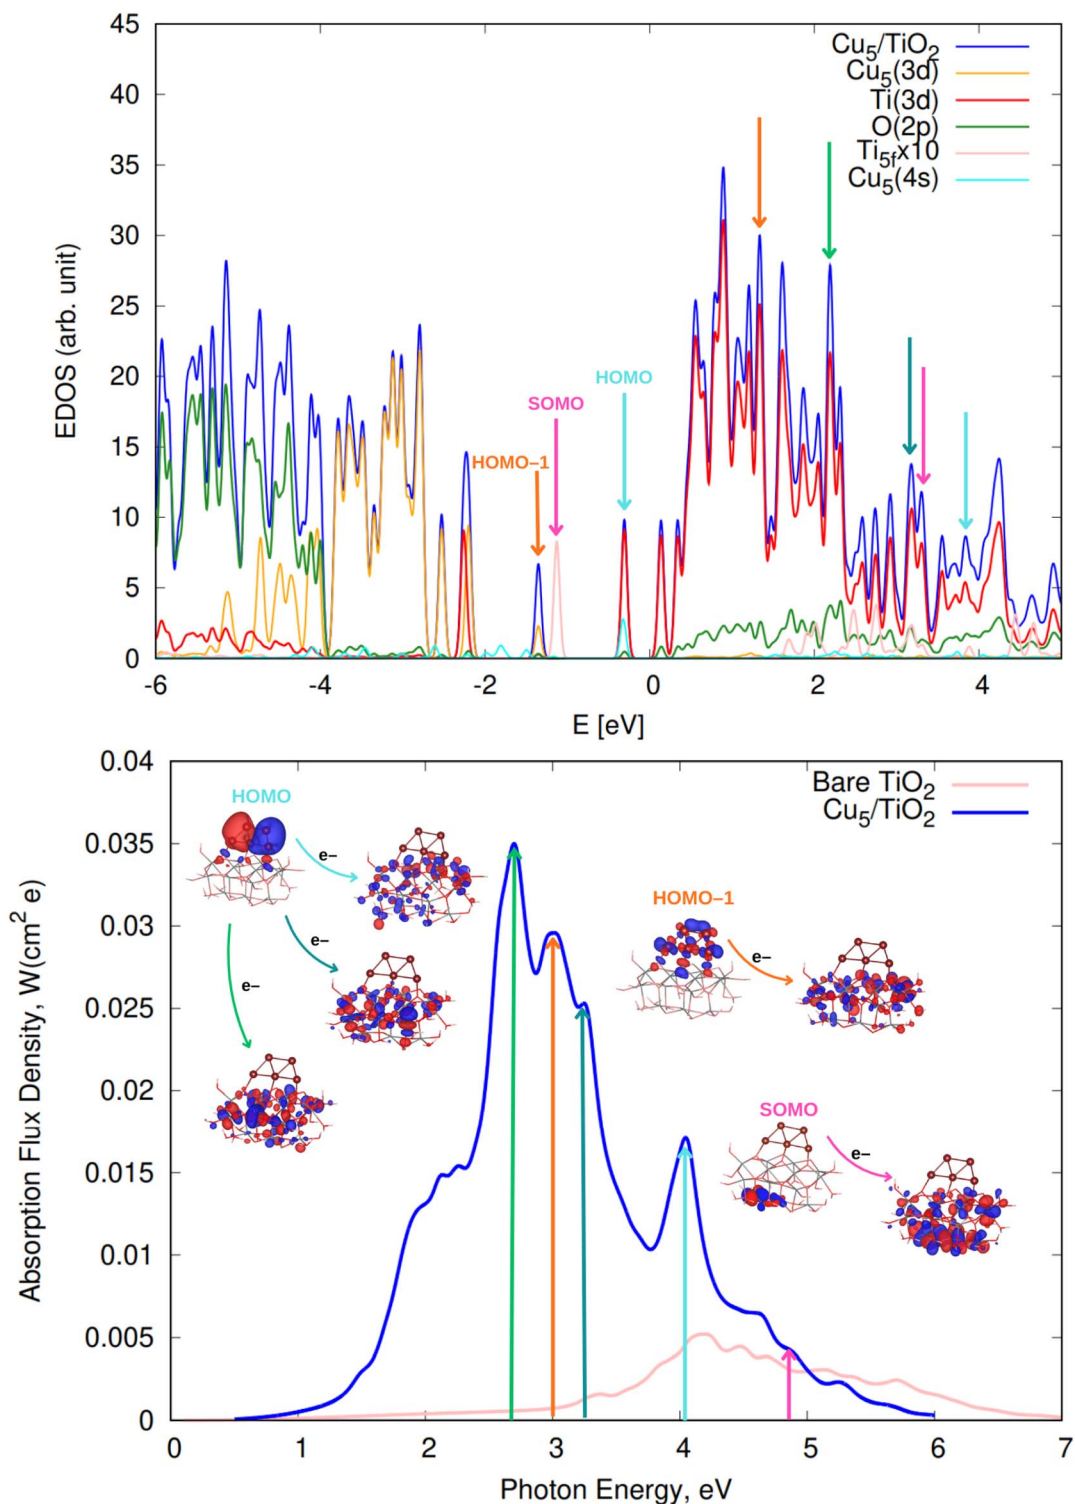 45
40
35
30
25
20
15
10
5
0
EDOS (arb. unit)
Cu5/TiO2
Cu5(3d)
Ti(3d)
O(2p)
Ti5fx10
Cu5(4s)
HOMO
SOMO
HOMO–1
-6 -4 -2 0 2 4
E [eV]
0.04
0.035
0.03
0.025
0.02
0.015
0.01
0.005
0
Absorption Flux Density, W(cm2 e)
Bare TiO2
Cu5/TiO2
HOMO
e–
e–
e–
HOMO–1
e–
SOMO
e–
0 1 2 3 4 5 6 7
Photon Energy, eV